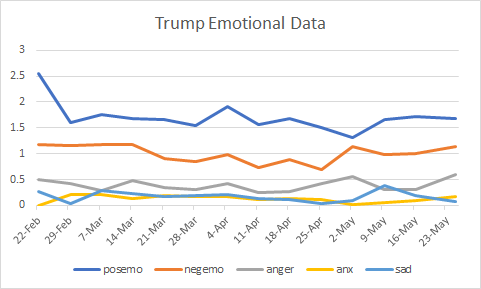 Trump Emotional Data
3
2.5
2
1.5
1
0.5
0
22-Feb 29-Feb 7-Mar 14-Mar 21-Mar 28-Mar 4-Apr 11-Apr 18-Apr 25-Apr 2-May 9-May 16-May 23-May
posemo negemo anger anx sad